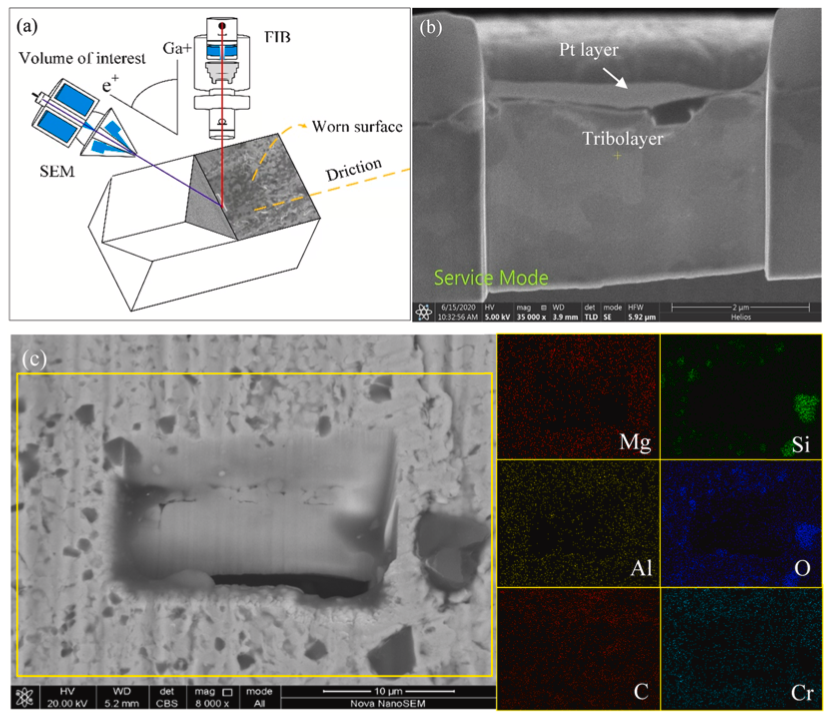 (a)
FIB
Ga+
Volume of interest
e+
Worn surface
SEM
Driction
(b)
Pt layer
Tribolayer
Service Mode
6/15/2020 HV mag WD det mode HFW 2 μm
10:32:56 AM 5.00 kV 35 000 x 3.9 mm TLD SE 5.92 μm Helios
(c)
Mg
Si
Al
O
C
Cr
HV WD det mag mode 10 μm
20.00 kV 5.2 mm CBS 8 000 x All Nova NanoSEM